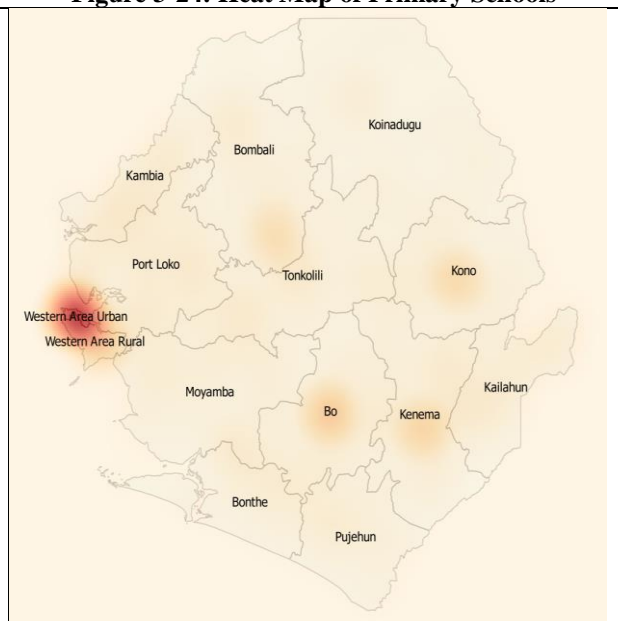 Figure 3-24: Heat Map of Primary Schools
Koinadugu
Bombali
Kambia
Port Loko
Kono
Tonkolili
Western Area Urban
Western Area Rural
Kailahun
Moyamba
Bo
Kenema
Bonthe
Pujehun